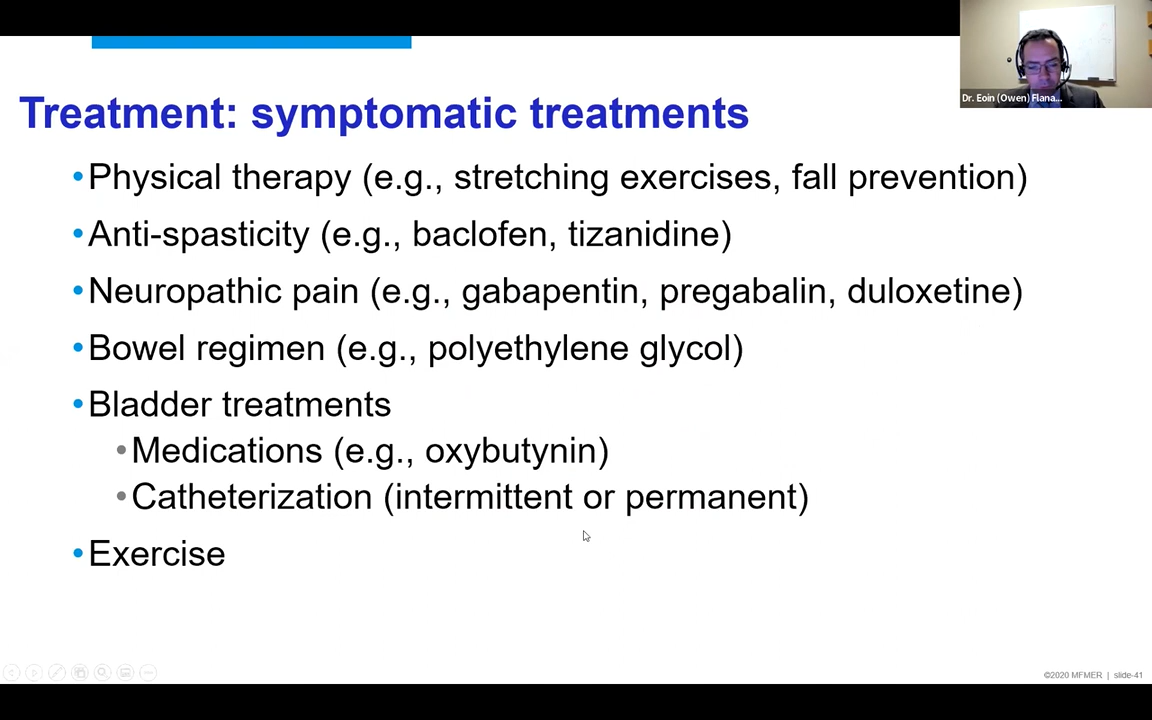 Dr. Eoin (Owen) Flana...
Treatment: symptomatic treatments
•Physical therapy (e.g., stretching exercises, fall prevention)
•Anti-spasticity (e.g., baclofen, tizanidine)
•Neuropathic pain (e.g., gabapentin, pregabalin, duloxetine)
•Bowel regimen (e.g., polyethylene glycol)
•Bladder treatments
•Medications (e.g., oxybutynin)
•Catheterization (intermittent or permanent)
•Exercise
©2020 MFMER | slide-41